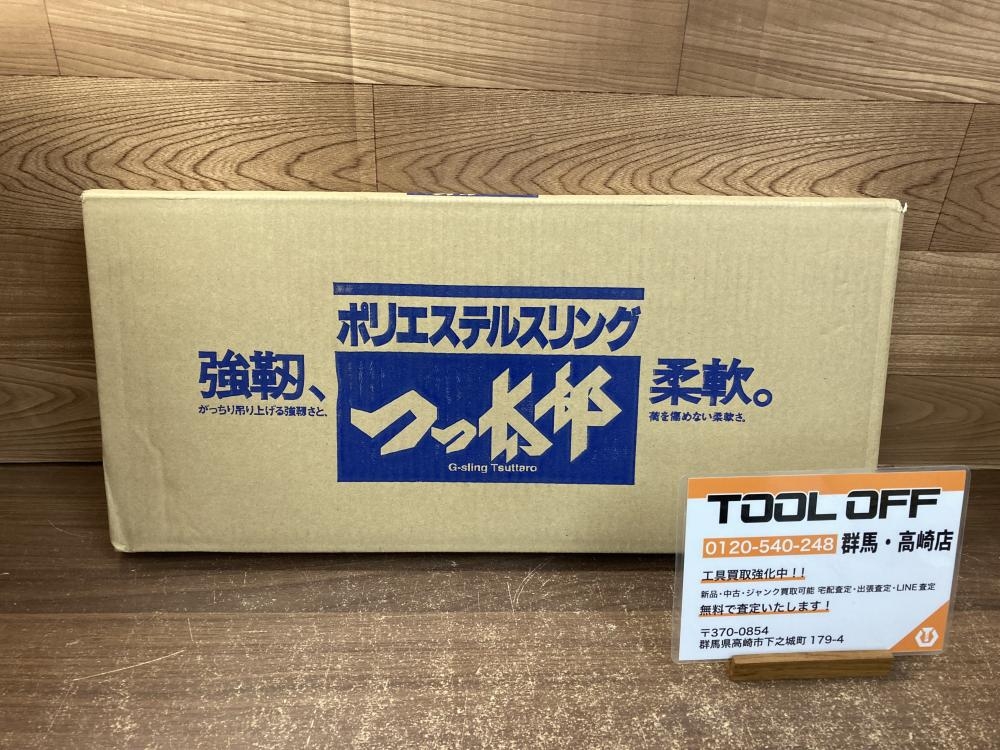 ポリエステルスリング
強靭、
がっちり吊り上げる強靭さと、
つっ太郎
G-sling Tsuttaro
柔軟。
荷を傷めない柔軟さ。
TOOL OFF
0120-540-248 群馬・高崎店
工具買取強化中!!
新品・中古・ジャンク買取可能 宅配査定・出張査定・LINE査定
無料で査定いたします!
〒370-0854
群馬県高崎市下之城町 179-4